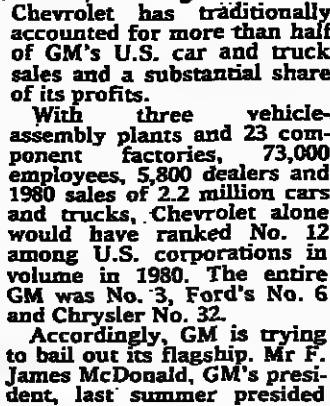 Chevrolet has traditionally
accounted for more than half
of GM's U.S. car and truck
sales and a substantial share
of its profits.
With three vehicle-
assembly plants and 23 com-
ponent factories, 73,000
employees, 5,800 dealers and
1980 sales of 2.2 million cars
and trucks, Chevrolet alone
would have ranked No. 12
among U.S. corporations in
volume in 1980. The entire
GM was No. 3, Ford's No. 6
and Chrysler No. 32.
Accordingly, GM is trying
to bail out its flagship. Mr F.
James McDonald, GM's presi-
dent, last summer presided